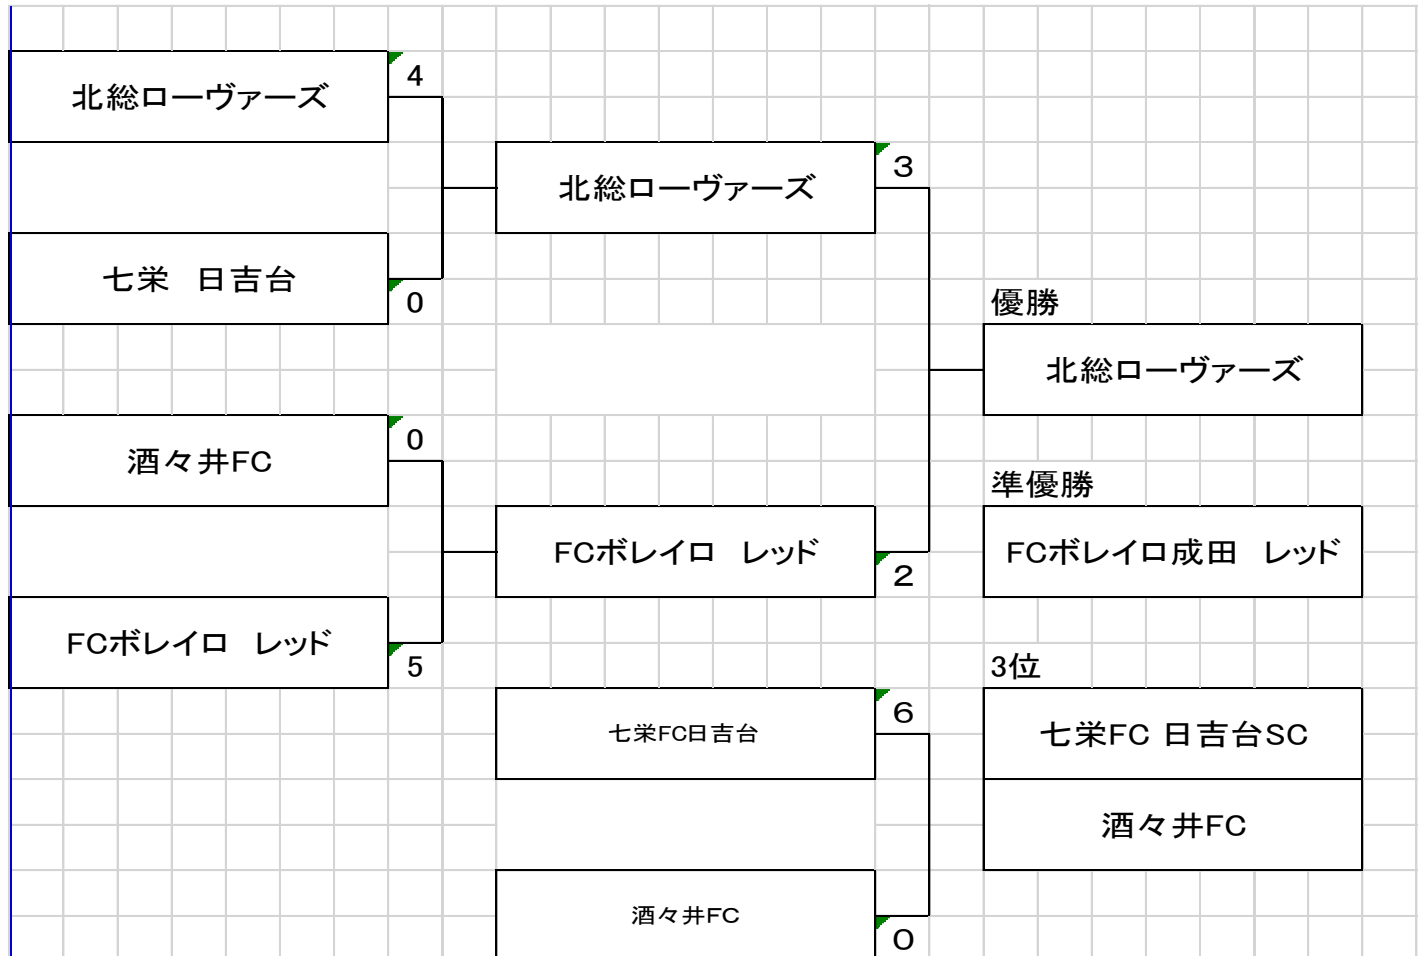 4
北総ローヴァーズ
北総ローヴァーズ
3
七栄　日吉台
0
優勝
北総ローヴァーズ
0
酒々井FC
準優勝
FCボレイロ　レッド
2
FCボレイロ成田　レッド
FCボレイロ　レッド
5
3位
七栄FC日吉台
6
七栄FC 日吉台SC
酒々井FC
酒々井FC
0